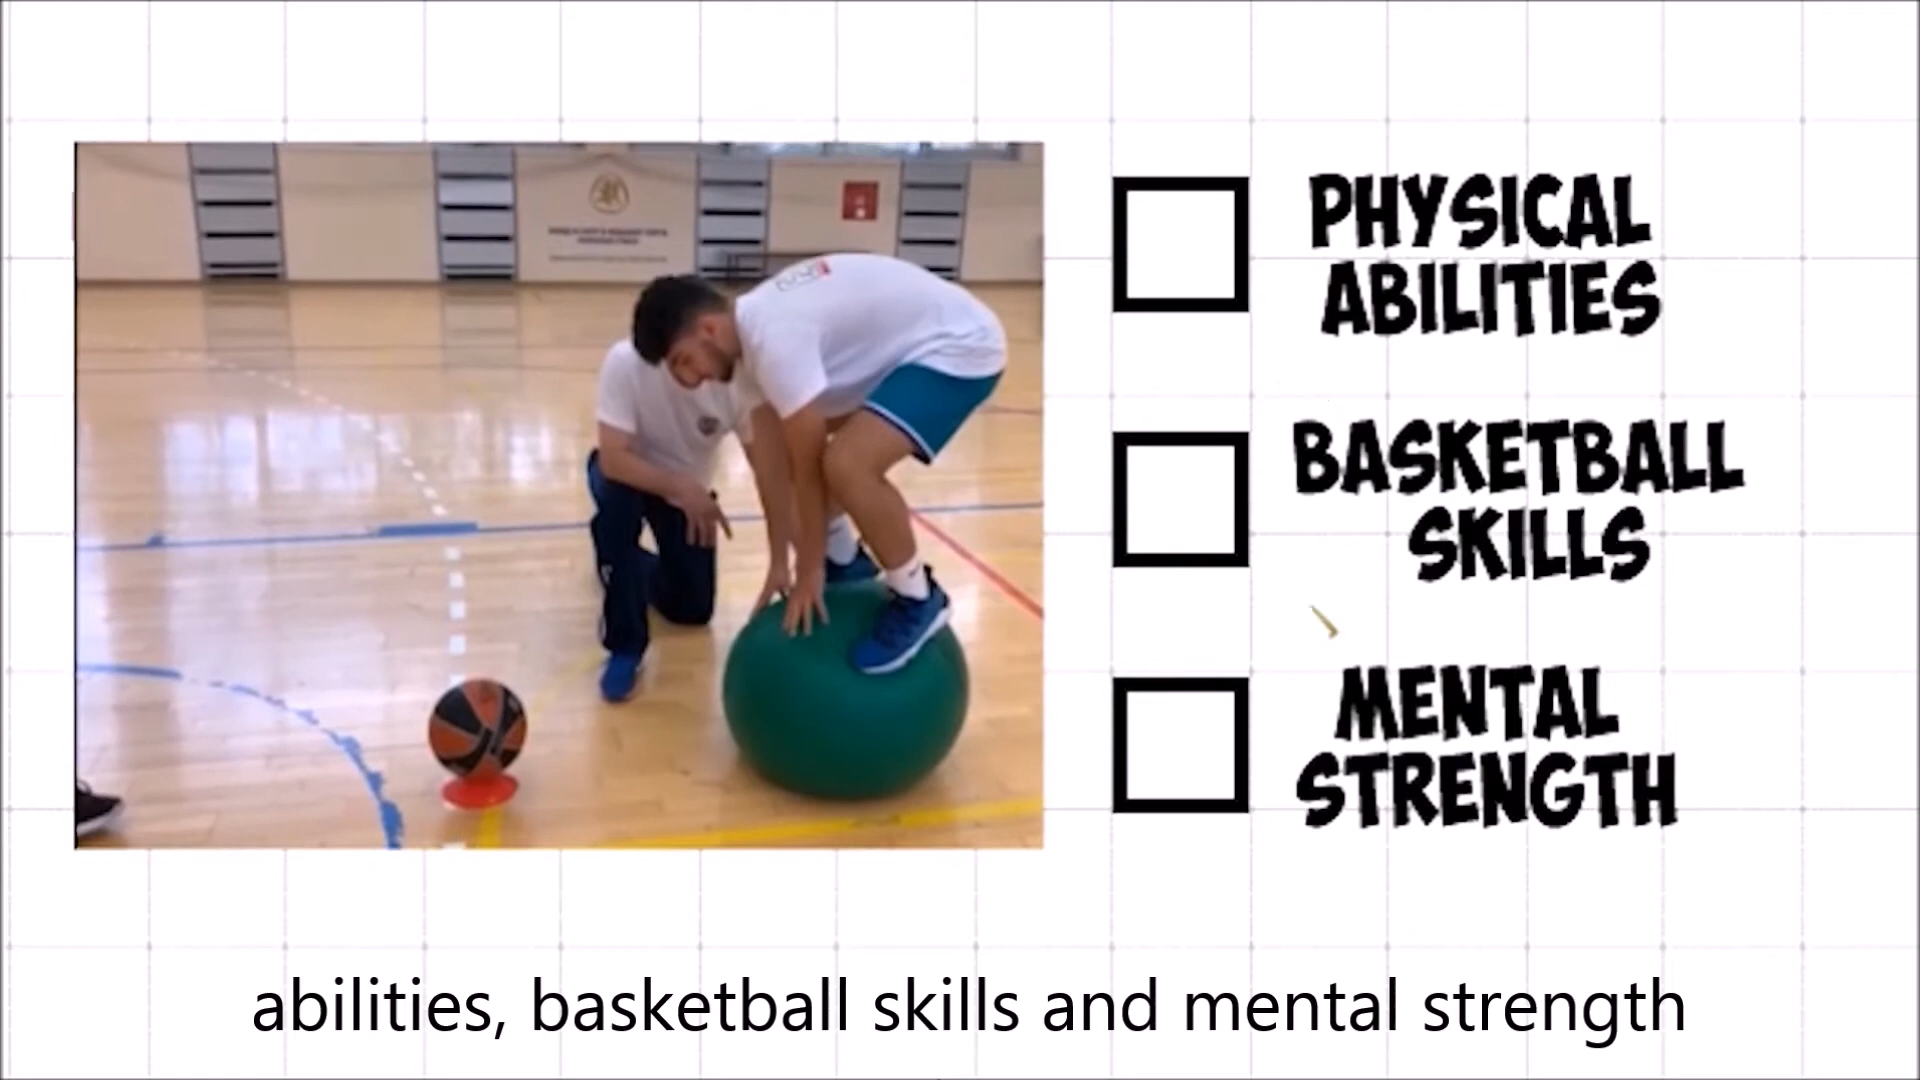 PHYSICAL
ABILITIES
BASKETBALL
SKILLS
MENTAL
STRENGTH
abilities, basketball skills and mental strength